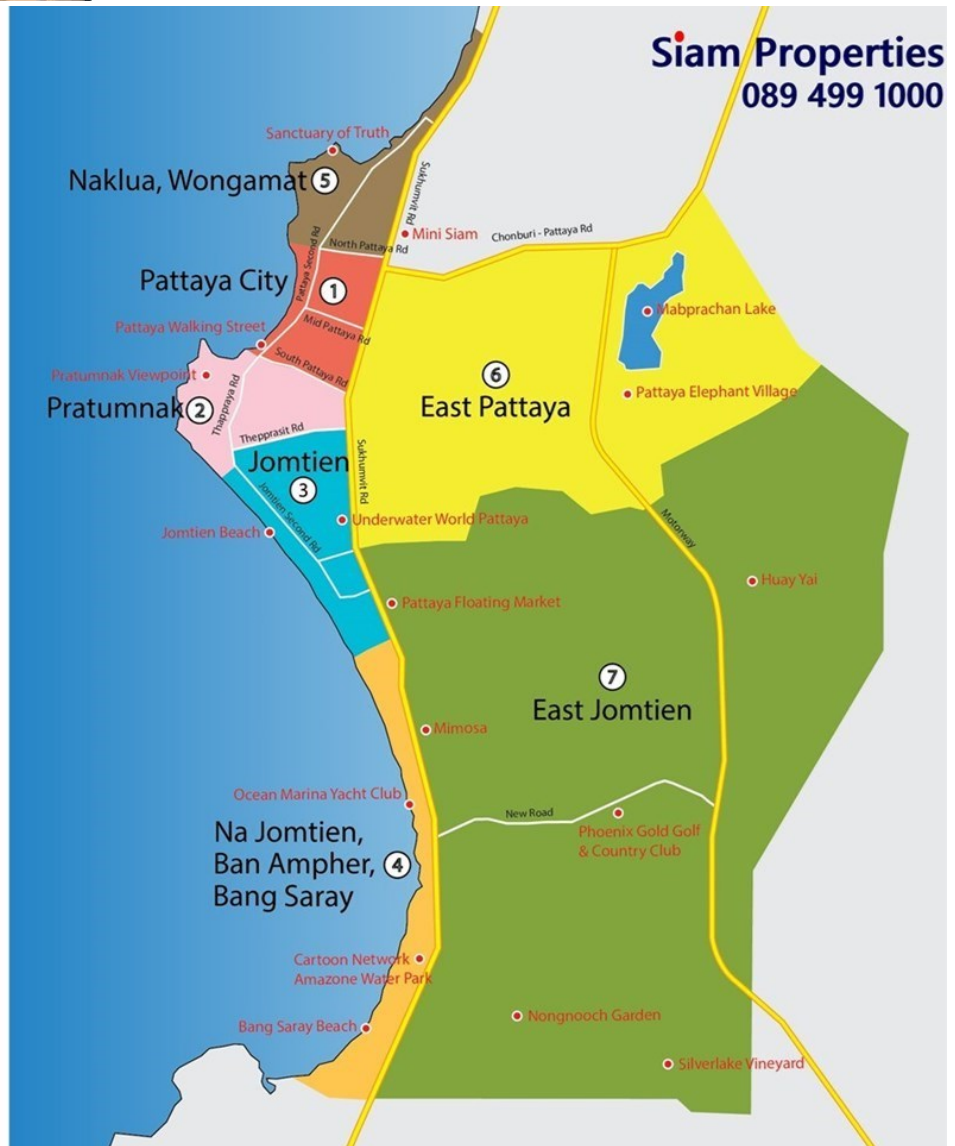 Siam Properties
089 499 1000
Sanctuary of Truth
Naklua, Wongamat 5
Sukhumvit Rd
Mini Siam
Chonburi - Pattaya Rd
North Pattaya Rd
Pattaya Second Rd
Pattaya City
1
Mabprachan Lake
Mid Pattaya Rd
Pattaya Walking Street
South Pattaya Rd
Pratumnak Viewpoint
6
East Pattaya
Pattaya Elephant Village
Pratumnak 2
Thappraya Rd
Thepprasit Rd
Jomtien
3
Sukhumvit Rd
Jomtien Second Rd
Underwater World Pattaya
Jomtien Beach
Motorway
Huay Yai
Pattaya Floating Market
7
East Jomtien
Mimosa
Ocean Marina Yacht Club
New Road
Phoenix Gold Golf
& Country Club
Na Jomtien,
Ban Ampher, 4
Bang Saray
Cartoon Network
Amazone Water Park
Bang Saray Beach
Nongnooch Garden
Silverlake Vineyard